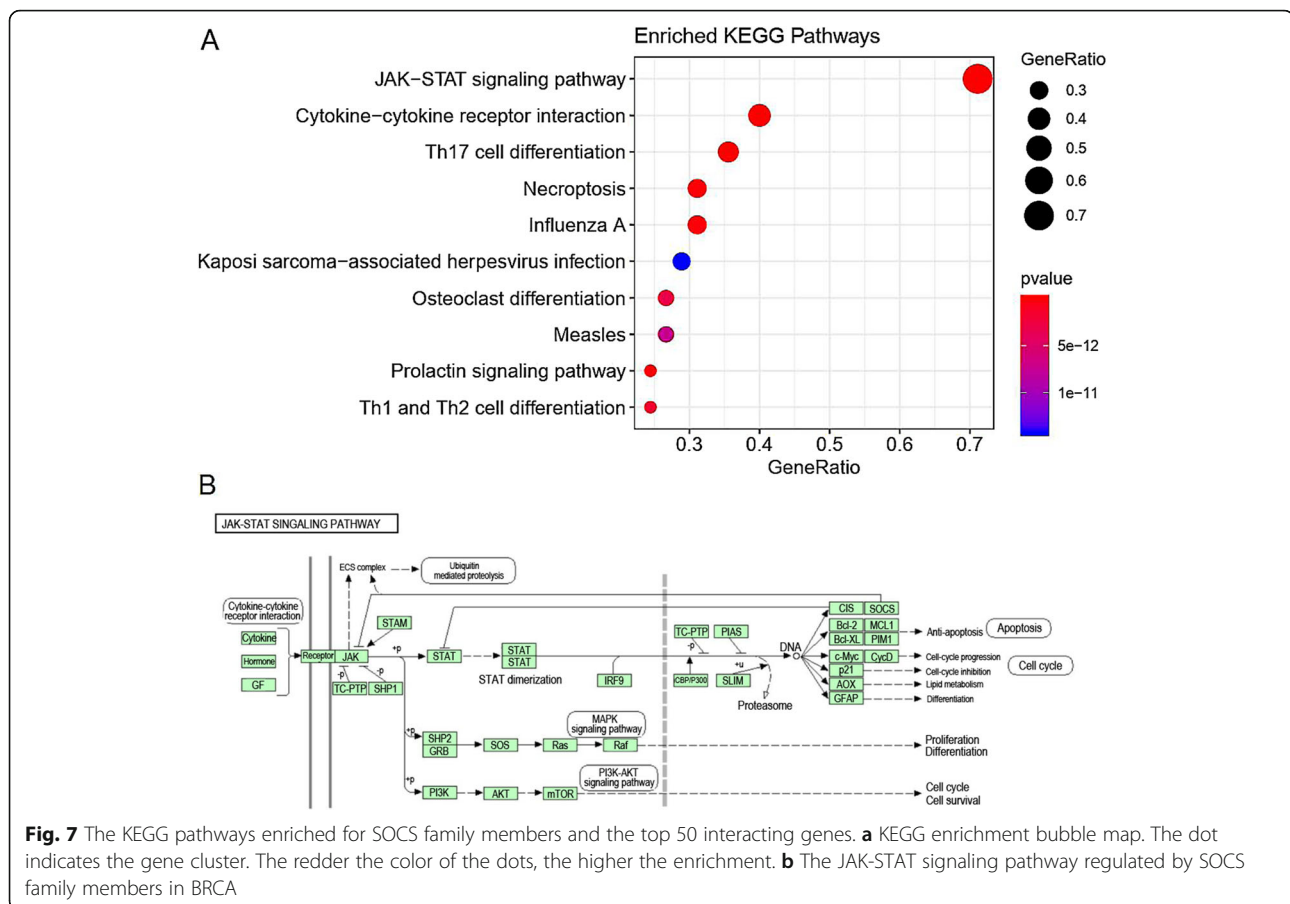 A
Enriched KEGG Pathways
JAK−STAT signaling pathway
Cytokine−cytokine receptor interaction
Th17 cell differentiation
Necroptosis
Influenza A
Kaposi sarcoma−associated herpesvirus infection
Osteoclast differentiation
Measles
Prolactin signaling pathway
Th1 and Th2 cell differentiation
0.3 0.4 0.5 0.6 0.7
GeneRatio
GeneRatio
0.3
0.4
0.5
0.6
0.7
pvalue
5e−12
1e−11
B
JAK-STAT SINGALING PATHWAY
ECS complex
Ubiquitin
mediated proteolysis
Cytokine-cytokine
receptor interaction
Cytokine
Hormone
GF
Receptor
JAK
STAM
-p
-p
TC-PTP
SHP1
+p
STAT
STAT
STAT
STAT dimerization
IRF9
TC-PTP
PIAS
-p
+u
CBP/P300
SLIM
Proteasome
DNA
CIS
SOCS
Bcl-2
MCL1
Bcl-XL
PIM1
Anti-apoptosis
Apoptosis
c-Myc
CycD
Cell-cycle progression
Cell cycle
p21
Cell-cycle inhibition
AOX
Lipid metabolism
GFAP
Differentiation
+p
SHP2
GRB
SOS
Ras
Raf
MAPK
signaling pathway
Proliferation
Differentiation
+p
PI3K
AKT
mTOR
PI3K-AKT
signaling pathway
Cell cycle
Cell survival
Fig. 7 The KEGG pathways enriched for SOCS family members and the top 50 interacting genes. a KEGG enrichment bubble map. The dot
indicates the gene cluster. The redder the color of the dots, the higher the enrichment. b The JAK-STAT signaling pathway regulated by SOCS
family members in BRCA